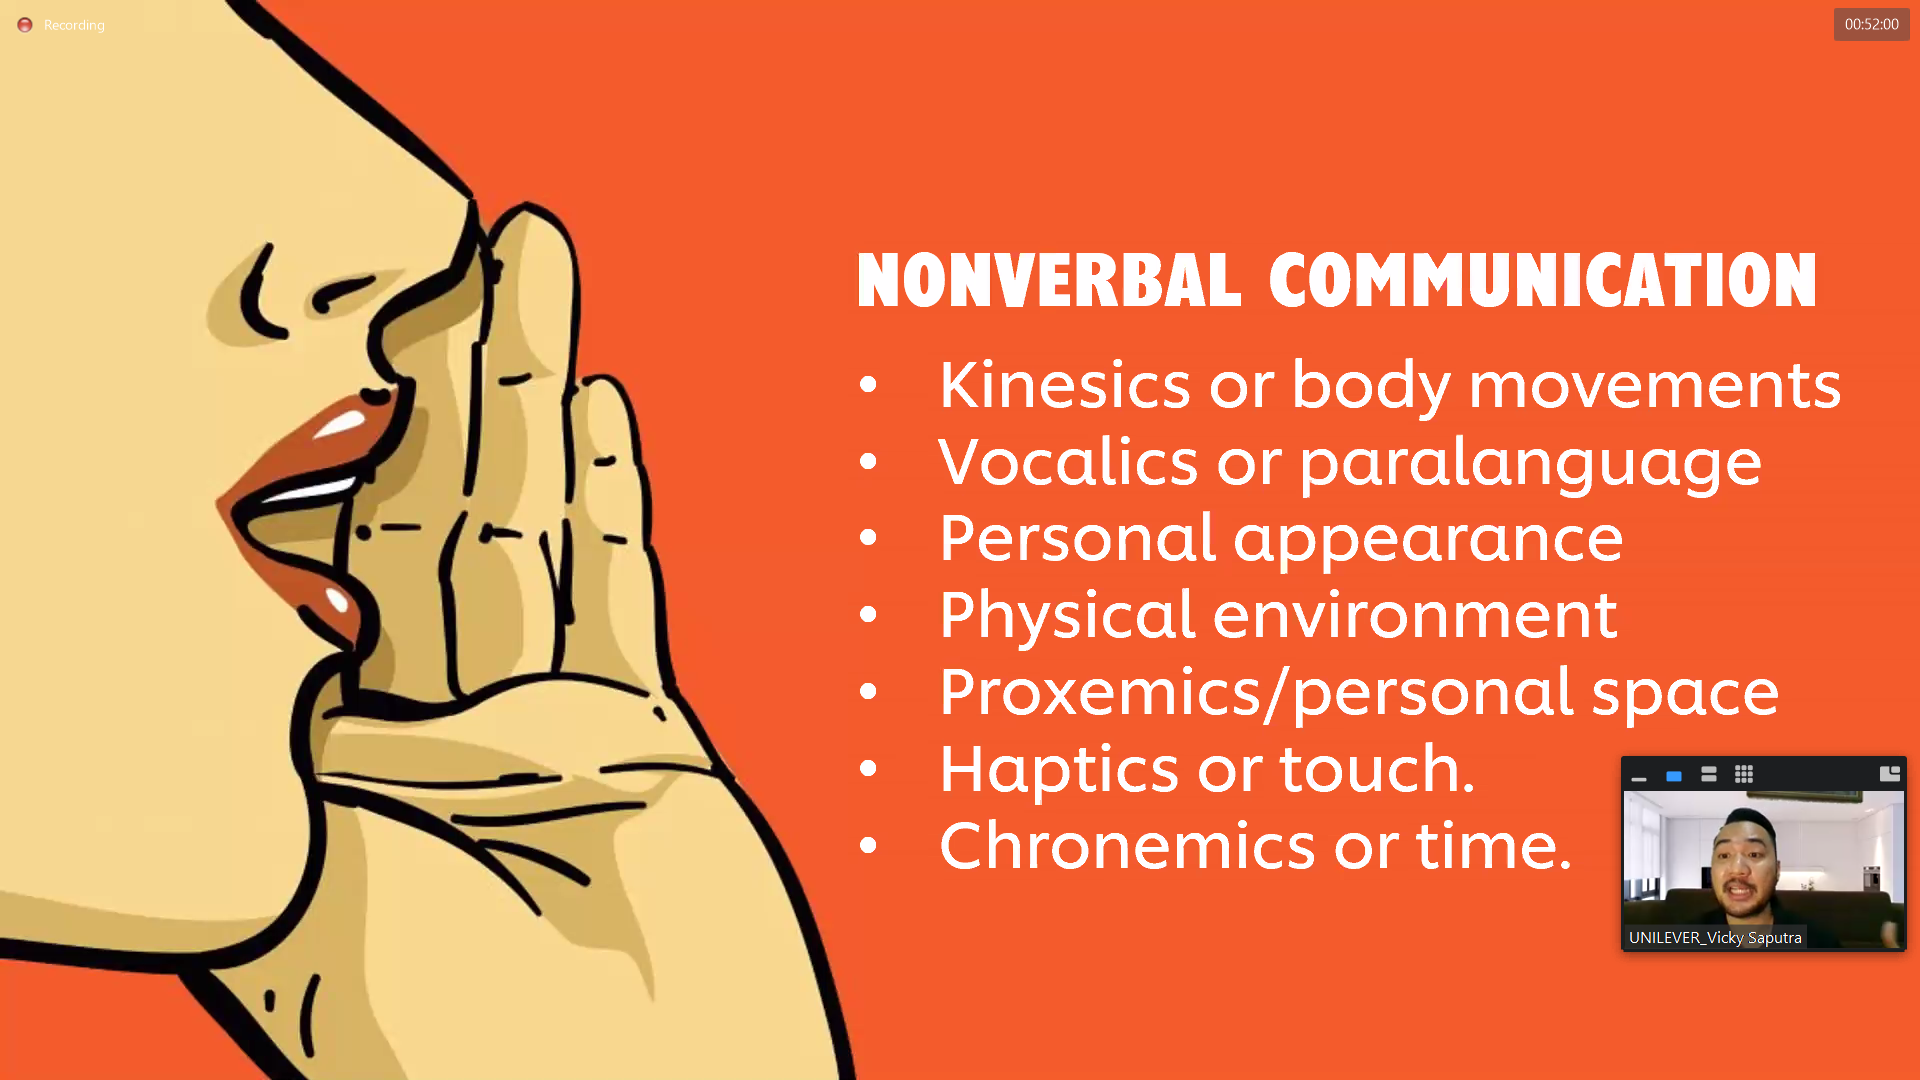 Recording
00:52:00
NONVERBAL COMMUNICATION
• Kinesics or body movements
• Vocalics or paralanguage
• Personal appearance
• Physical environment
• Proxemics/personal space
• Haptics or touch.
• Chronemics or time.
UNILEVER_Vicky Saputra